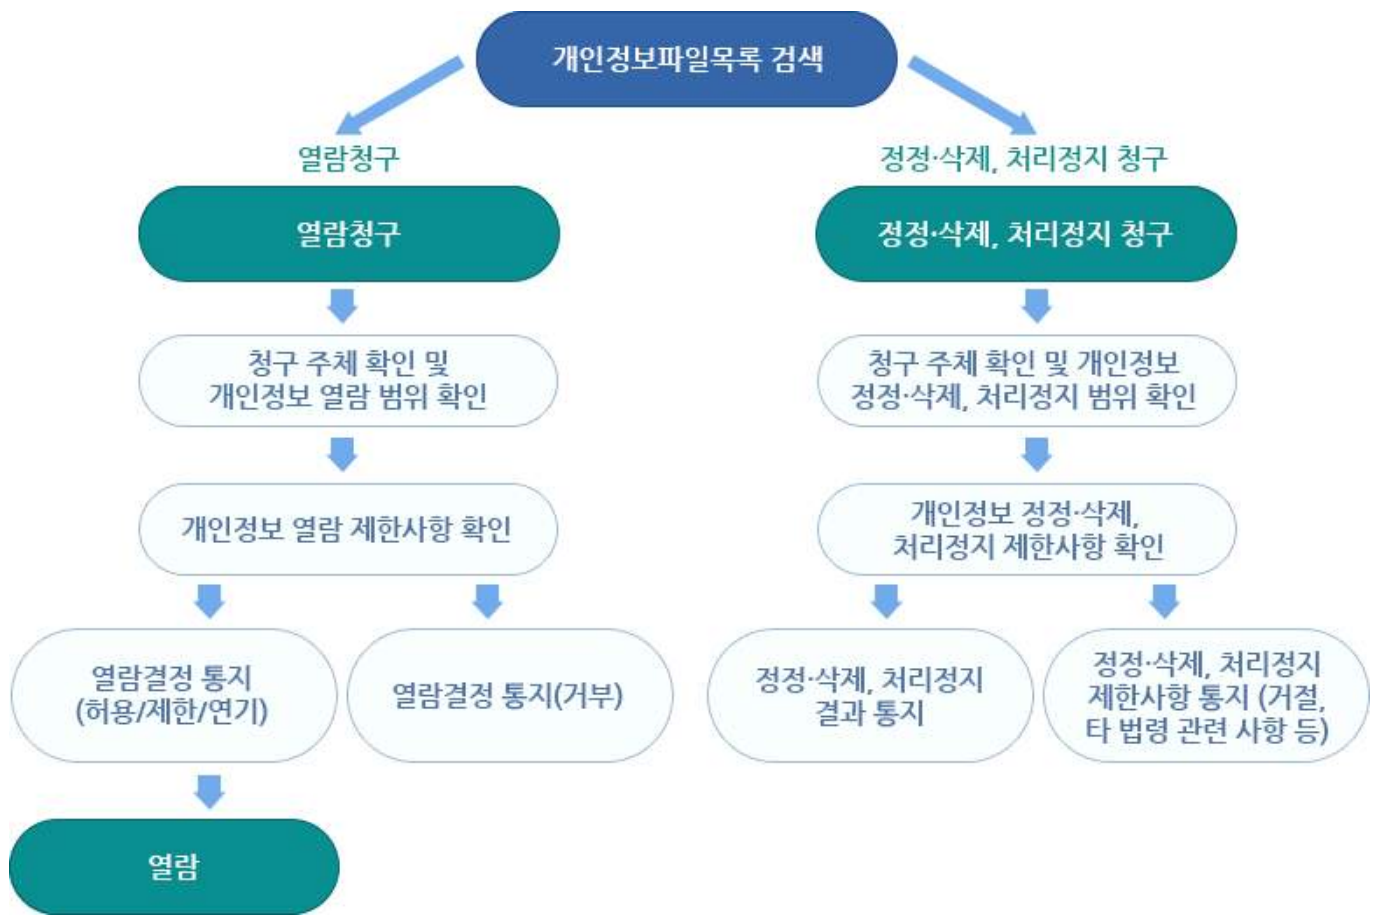 개인정보파일목록 검색
열람청구
정정·삭제, 처리정지 청구
열람청구
정정·삭제, 처리정지 청구
청구 주체 확인 및
개인정보 열람 범위 확인
청구 주체 확인 및 개인정보
정정·삭제, 처리정지 범위 확인
개인정보 열람 제한사항 확인
개인정보 정정·삭제,
처리정지 제한사항 확인
열람결정 통지
(허용/제한/연기)
열람결정 통지(거부)
정정·삭제, 처리정지
결과 통지
정정·삭제, 처리정지
제한사항 통지 (거절,
타 법령 관련 사항 등)
열람